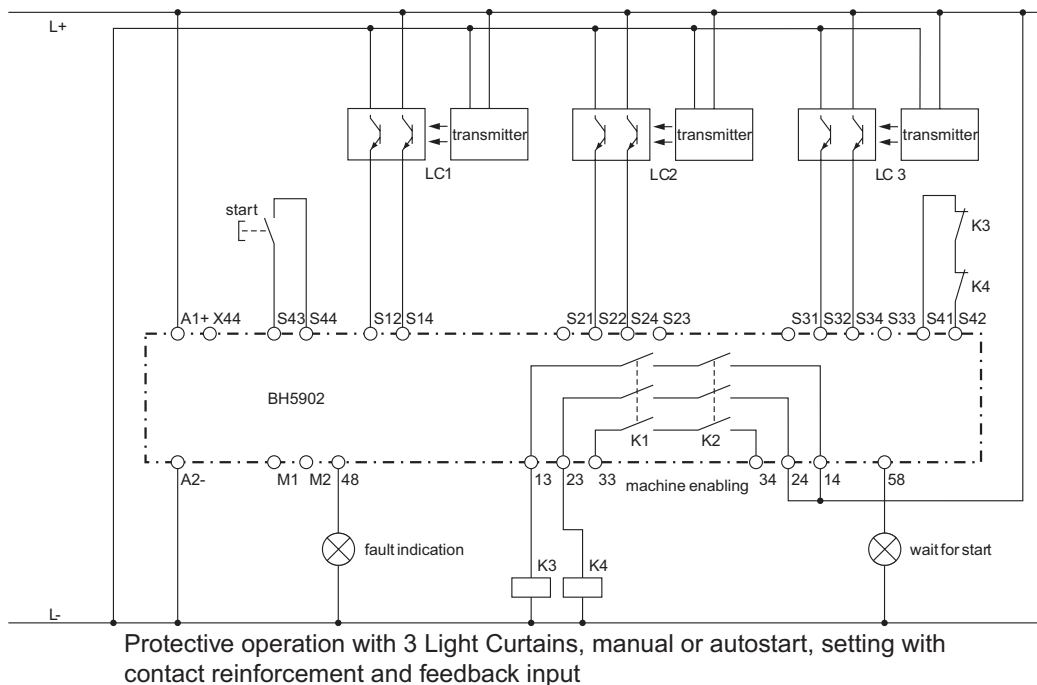 L+
transmitter transmitter transmitter
LC1 LC2 LC 3
start
K3
K4
A1+ X44 S43 S44 S12 S14 S21 S22 S24 S23 S31 S32 S34 S33 S41 S42
BH5902
K1 K2
A2- M1 M2 48 13 23 33 machine enabling 34 24 14 58
fault indication wait for start
K3 K4
L-
Protective operation with 3 Light Curtains, manual or autostart, setting with
contact reinforcement and feedback input